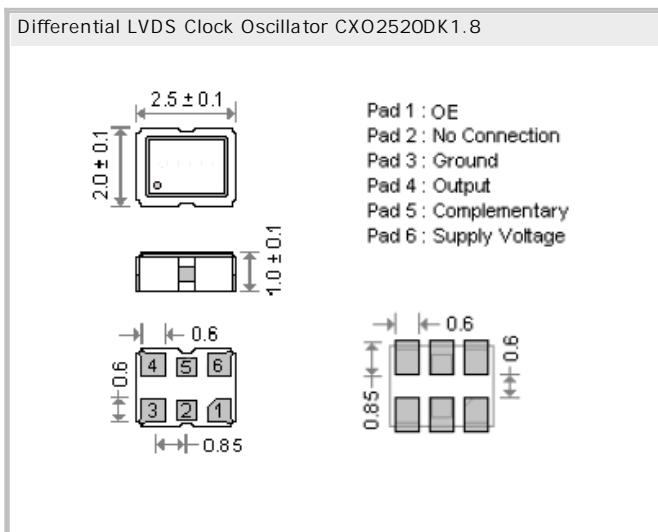 Differential LVDS Clock Oscillator CXO2520DK1.8
2.5 ± 0.1
2.0 ± 0.1
1.0 ± 0.1
Pad 1 : OE
Pad 2 : No Connection
Pad 3 : Ground
Pad 4 : Output
Pad 5 : Complementary
Pad 6 : Supply Voltage
0.6
0.6
4 5 6
3 2 1
0.85
0.6
0.6
0.85